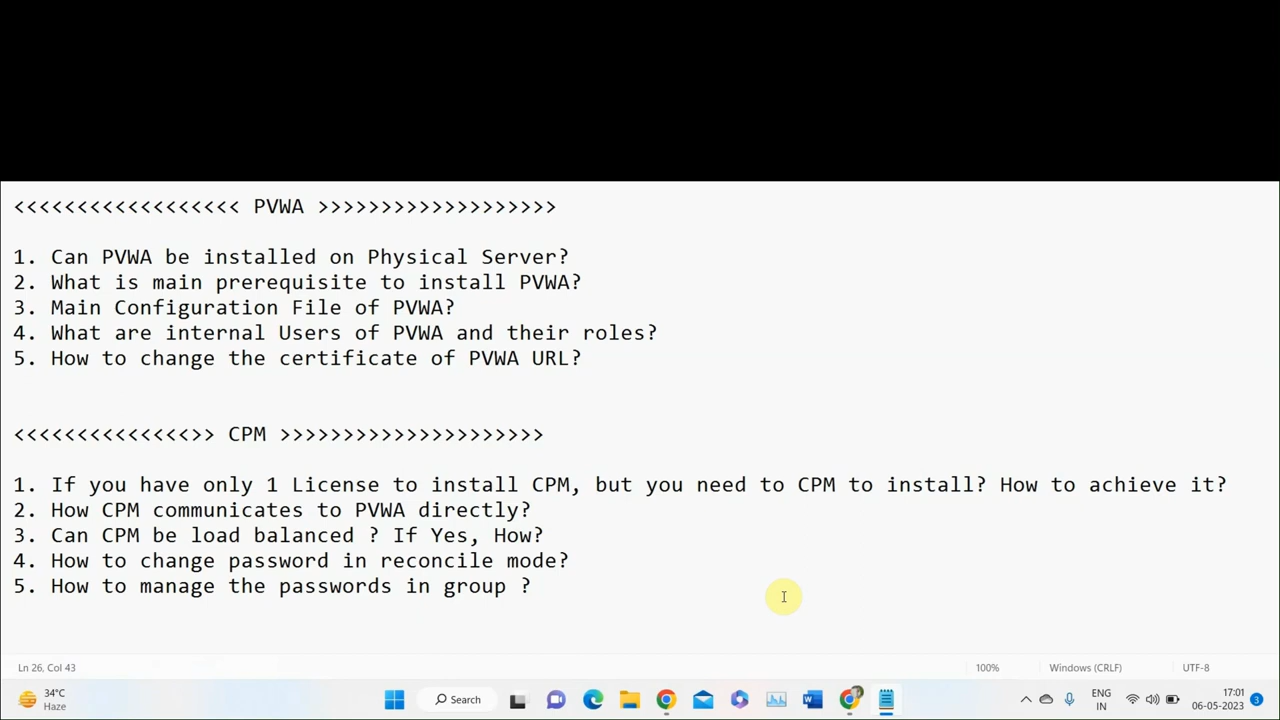 <<<<<<<<<<<<<<<<<< PVWA >>>>>>>>>>>>>>>>>>>
1. Can PVWA be installed on Physical Server?
2. What is main prerequisite to install PVWA?
3. Main Configuration File of PVWA?
4. What are internal Users of PVWA and their roles?
5. How to change the certificate of PVWA URL?
<<<<<<<<<<<<<<>> CPM >>>>>>>>>>>>>>>>>>>>>
1. If you have only 1 License to install CPM, but you need to CPM to install? How to achieve it?
2. How CPM communicates to PVWA directly?
3. Can CPM be load balanced ? If Yes, How?
4. How to change password in reconcile mode?
5. How to manage the passwords in group ?
Ln 26, Col 43 100% Windows (CRLF) UTF-8
34°C
Haze
Search
ENG
IN
17:01
06-05-2023
3